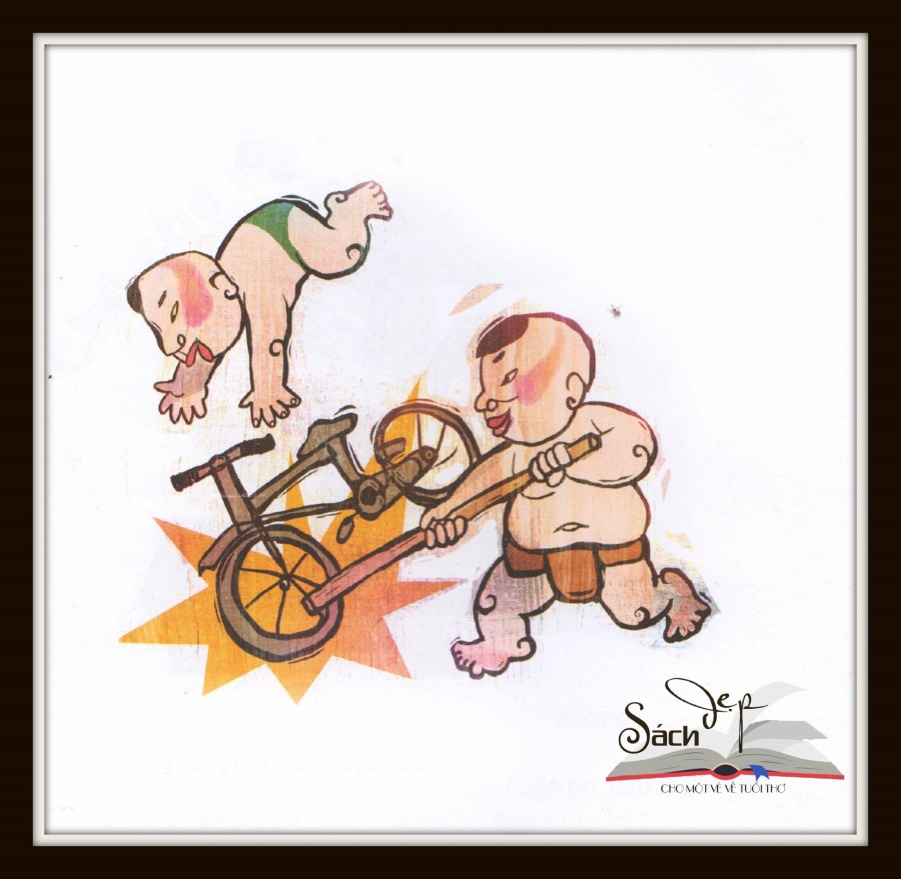 Sách đẹp
CHO MỘT VÉ VỀ TUỔI THƠ